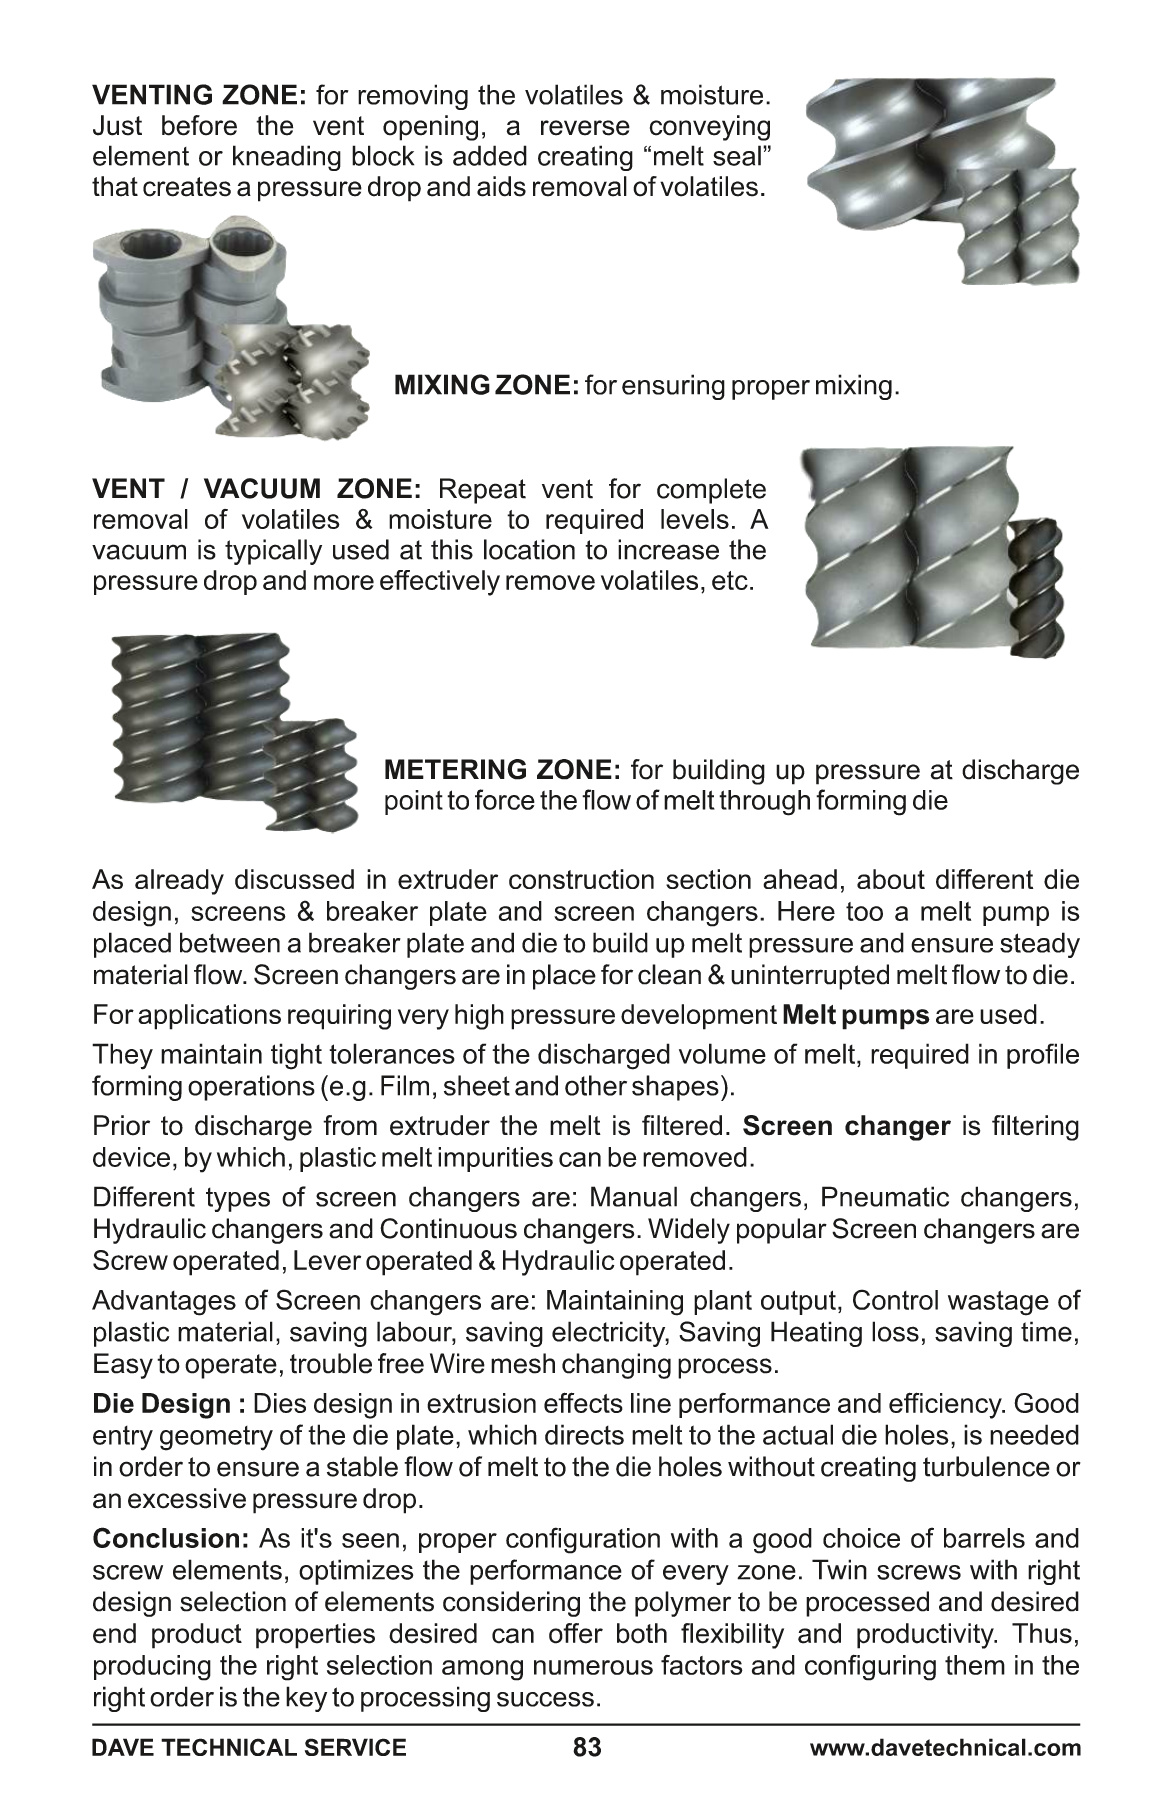 VENTING ZONE: for removing the volatiles & moisture.
Just before the vent opening, a reverse conveying
element or kneading block is added creating “melt seal”
that creates a pressure drop and aids removal of volatiles.
MIXING ZONE: for ensuring proper mixing.
VENT / VACUUM ZONE: Repeat vent for complete
removal of volatiles & moisture to required levels. A
vacuum is typically used at this location to increase the
pressure drop and more effectively remove volatiles, etc.
METERING ZONE: for building up pressure at discharge
point to force the flow of melt through forming die
As already discussed in extruder construction section ahead, about different die
design, screens & breaker plate and screen changers. Here too a melt pump is
placed between a breaker plate and die to build up melt pressure and ensure steady
material flow. Screen changers are in place for clean & uninterrupted melt flow to die.
For applications requiring very high pressure development Melt pumps are used.
They maintain tight tolerances of the discharged volume of melt, required in profile
forming operations (e.g. Film, sheet and other shapes).
Prior to discharge from extruder the melt is filtered. Screen changer is filtering
device, by which, plastic melt impurities can be removed.
Different types of screen changers are: Manual changers, Pneumatic changers,
Hydraulic changers and Continuous changers. Widely popular Screen changers are
Screw operated, Lever operated & Hydraulic operated.
Advantages of Screen changers are: Maintaining plant output, Control wastage of
plastic material, saving labour, saving electricity, Saving Heating loss, saving time,
Easy to operate, trouble free Wire mesh changing process.
Die Design : Dies design in extrusion effects line performance and efficiency. Good
entry geometry of the die plate, which directs melt to the actual die holes, is needed
in order to ensure a stable flow of melt to the die holes without creating turbulence or
an excessive pressure drop.
Conclusion: As it's seen, proper configuration with a good choice of barrels and
screw elements, optimizes the performance of every zone. Twin screws with right
design selection of elements considering the polymer to be processed and desired
end product properties desired can offer both flexibility and productivity. Thus,
producing the right selection among numerous factors and configuring them in the
right order is the key to processing success.
DAVE TECHNICAL SERVICE 83 www.davetechnical.com